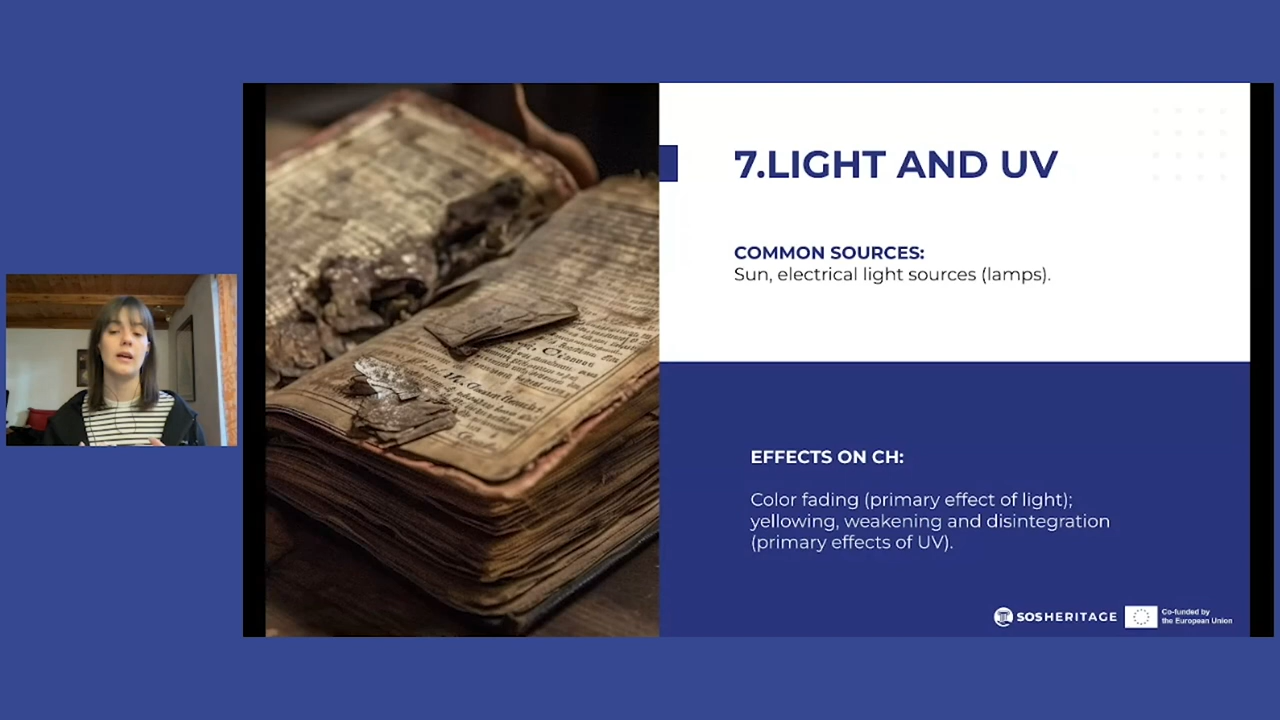 7.LIGHT AND UV
COMMON SOURCES:
Sun, electrical light sources (lamps).
EFFECTS ON CH:
Color fading (primary effect of light);
yellowing, weakening and disintegration
(primary effects of UV).
SOSHERITAGE
Co-funded by
the European Union